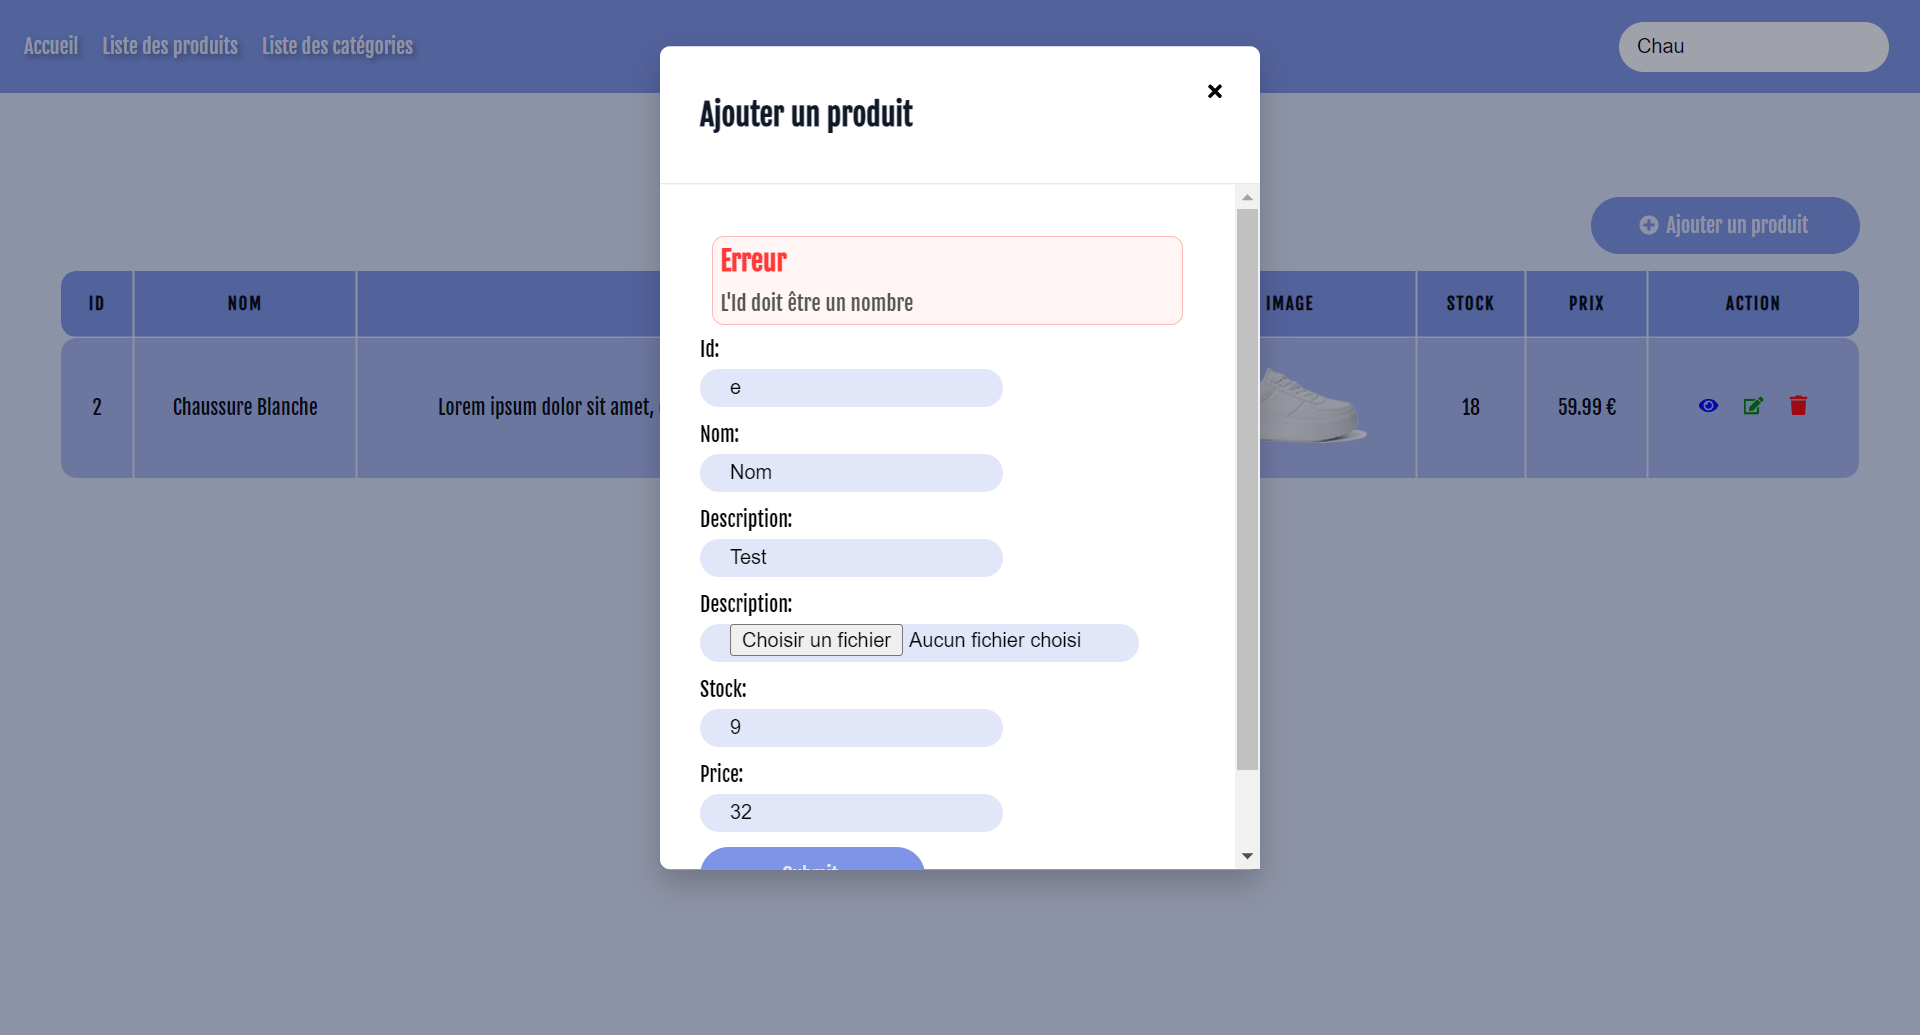 Accueil Liste des produits Liste des catégories Chau
Ajouter un produit
Ajouter un produit
ID NOM IMAGE STOCK PRIX ACTION
2 Chaussure Blanche Lorem ipsum dolor sit amet, 18 59.99 €
Erreur
L'Id doit être un nombre
Id:
e
Nom:
Nom
Description:
Test
Description:
Choisir un fichier Aucun fichier choisi
Stock:
9
Price:
32
Submit